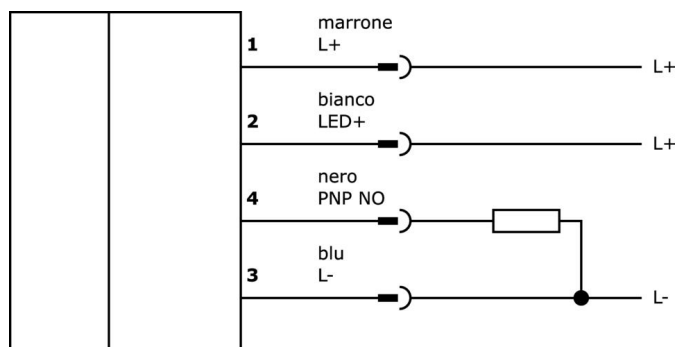 marrone
1 L+ L+
bianco
2 LED+ L+
nero
4 PNP NO
blu
3 L- L-